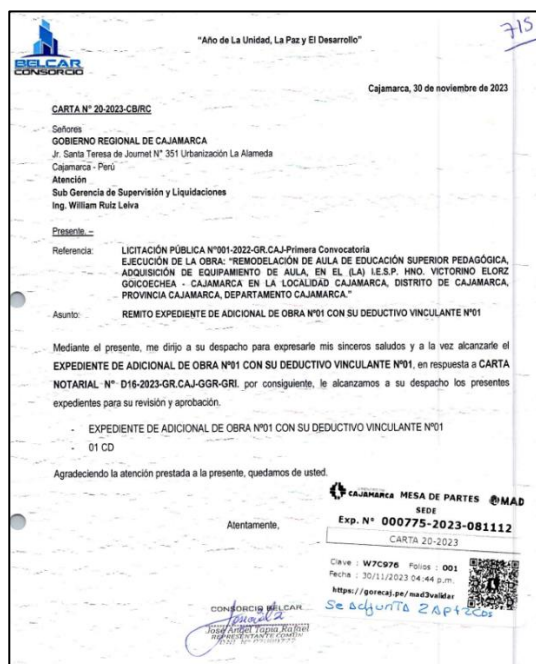 715
"Año de La Unidad, La Paz y El Desarrollo"
BELCAR
CONSORCIO
Cajamarca, 30 de noviembre de 2023
CARTA N° 20-2023-CB/RC
Señores
GOBIERNO REGIONAL DE CAJAMARCA
Jr. Santa Teresa de Journet N° 351 Urbanización La Alameda
Cajamarca - Perú
Atención
Sub Gerencia de Supervisión y Liquidaciones
Ing. William Ruiz Leiva
Presente. –
Referencia: LICITACIÓN PÚBLICA N°001-2022-GR.CAJ-Primera Convocatoria
EJECUCIÓN DE LA OBRA: "REMODELACIÓN DE AULA DE EDUCACIÓN SUPERIOR PEDAGÓGICA,
ADQUISICIÓN DE EQUIPAMIENTO DE AULA, EN EL (LA) I.E.S.P. HNO. VICTORINO ELORZ
GOICOECHEA - CAJAMARCA EN LA LOCALIDAD CAJAMARCA, DISTRITO DE CAJAMARCA,
PROVINCIA CAJAMARCA, DEPARTAMENTO CAJAMARCA."
Asunto: REMITO EXPEDIENTE DE ADICIONAL DE OBRA N°01 CON SU DEDUCTIVO VINCULANTE N°01
Mediante el presente, me dirijo a su despacho para expresarle mis sinceros saludos y a la vez alcanzarle el
EXPEDIENTE DE ADICIONAL DE OBRA N°01 CON SU DEDUCTIVO VINCULANTE N°01, en respuesta a CARTA
NOTARIAL N° D16-2023-GR.CAJ-GGR-GRI. por consiguiente, le alcanzamos a su despacho los presentes
expedientes para su revisión y aprobación.
- EXPEDIENTE DE ADICIONAL DE OBRA N°01 CON SU DEDUCTIVO VINCULANTE N°01
- 01 CD
Agradeciendo la atención prestada a la presente, quedamos de usted.
Atentamente,
CAJAMARCA MESA DE PARTES MAD
SEDE
Exp. N° 000775-2023-081112
CARTA 20-2023
Clave : W7C976 Folios : 001
Fecha : 30/11/2023 04:44 p.m.
https://gorecaj.pe/mad3validar
Se adjunta 2
CONSORCIO BELCAR
José Angel Tapia Rafael
REPRESENTANTE COMÚN